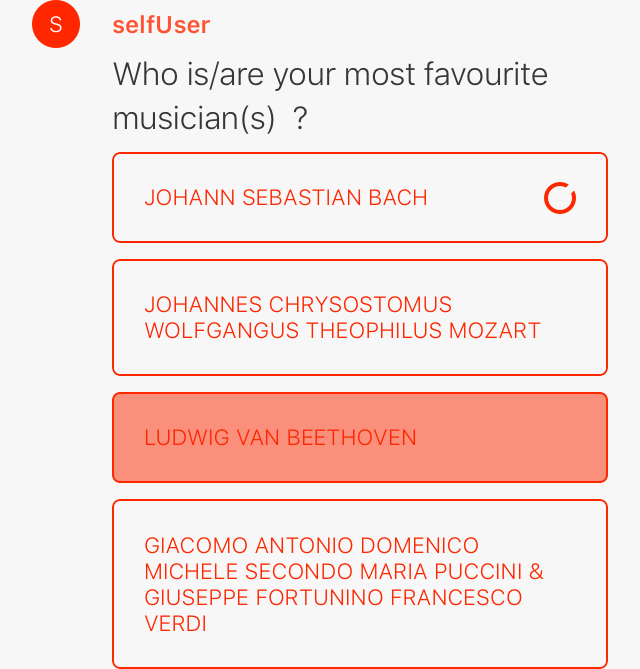 S
selfUser
Who is/are your most favourite
musician(s)  ?
JOHANN SEBASTIAN BACH
JOHANNES CHRYSOSTOMUS
WOLFGANGUS THEOPHILUS MOZART
LUDWIG VAN BEETHOVEN
GIACOMO ANTONIO DOMENICO
MICHELE SECONDO MARIA PUCCINI &
GIUSEPPE FORTUNINO FRANCESCO
VERDI